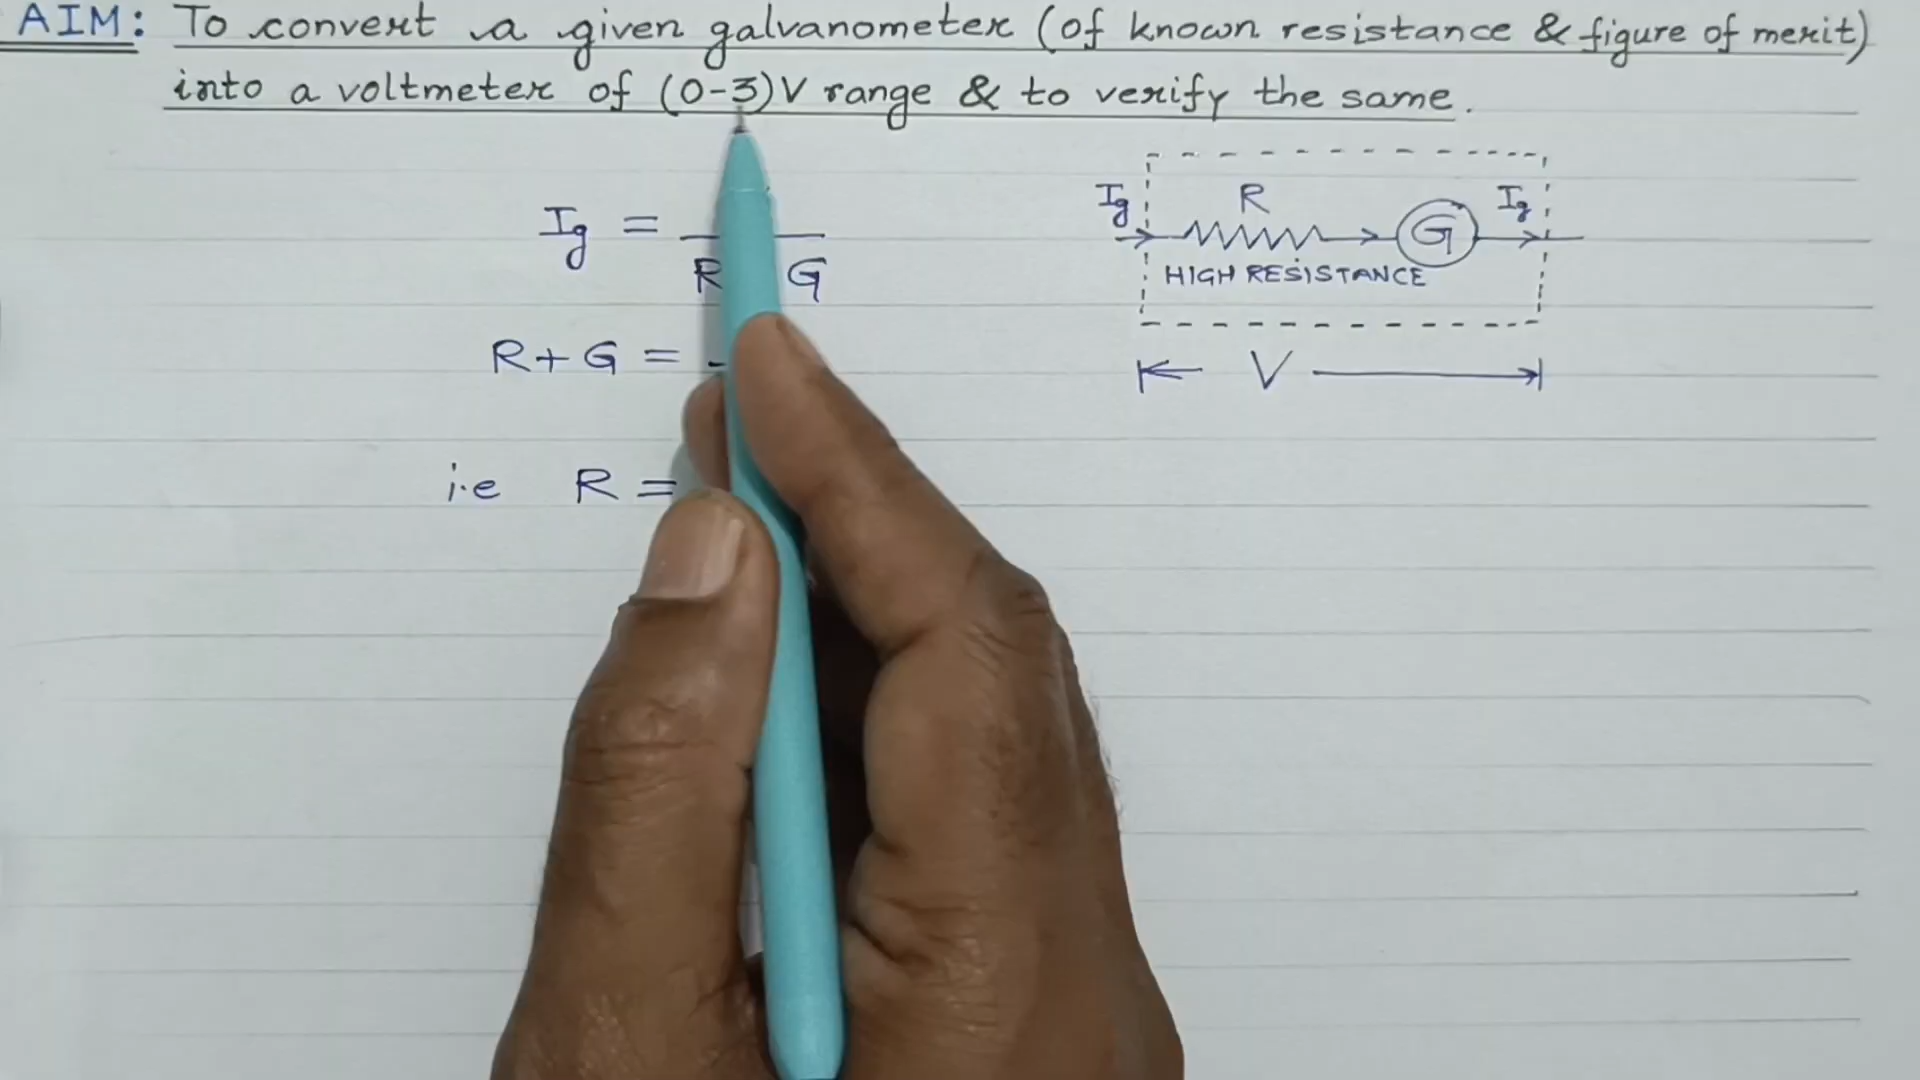 AIM: To convert a given galvanometer (of known resistance & figure of merit)
into a voltmeter of (0-3)V range & to verify the same.
Ig =
R G
R + G =
i.e R =
Ig R Ig
G
HIGH RESISTANCE
V